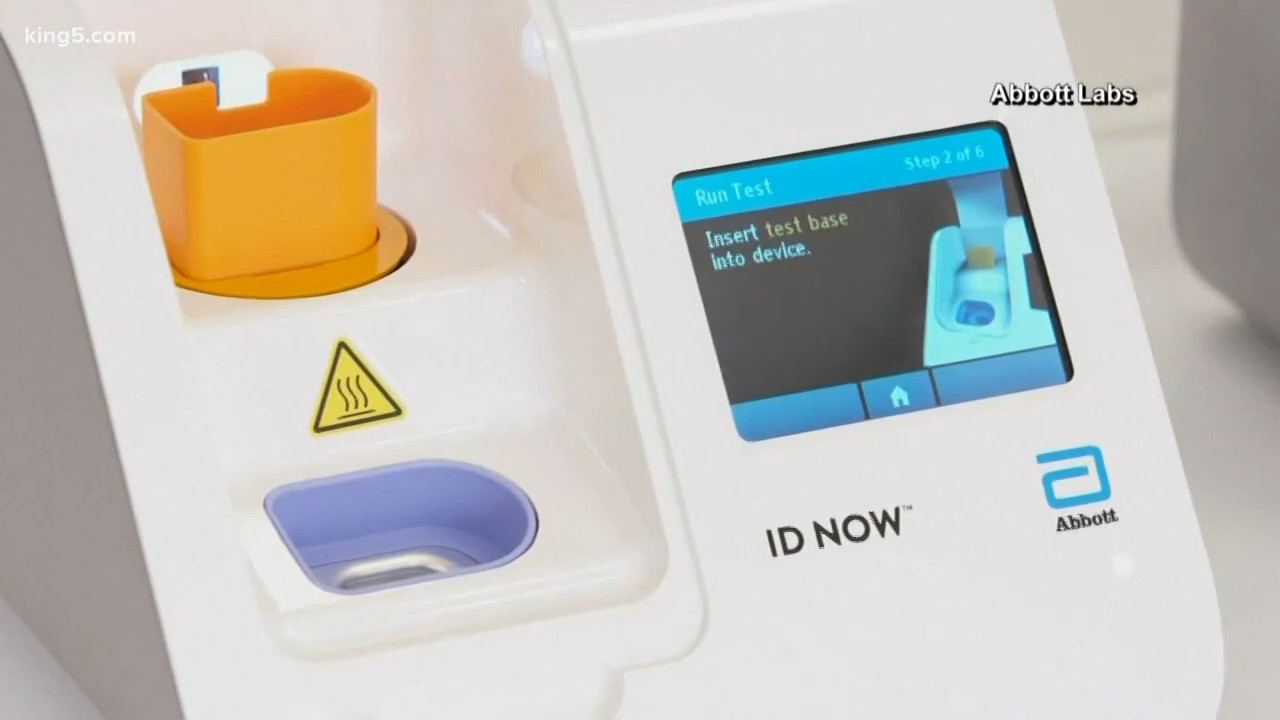 king5.com
Abbott Labs
Run Test
Step 2 of 6
Insert test base
into device.
ID NOW™
Abbott